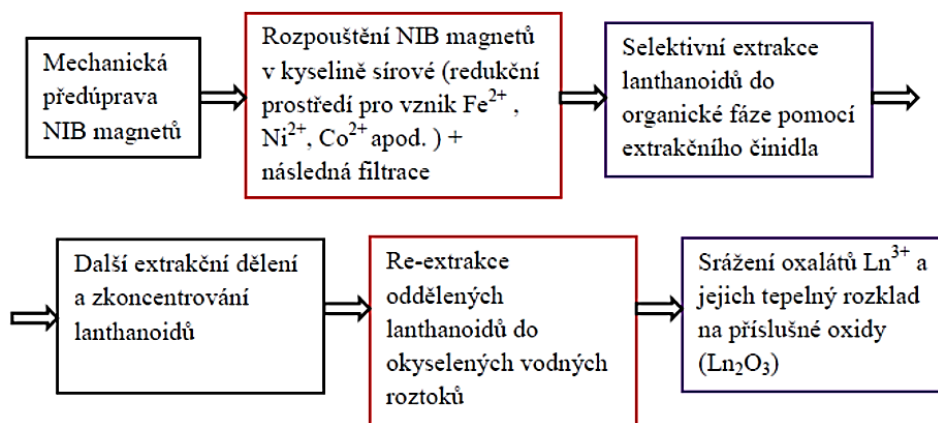 Mechanická
předúprava
NIB magnetů
Rozpouštění NIB magnetů
v kyselině sírové (redukční
prostředí pro vznik Fe²⁺ ,
Ni²⁺, Co²⁺ apod. ) +
následná filtrace
Selektivní extrakce
lanthanoidů do
organické fáze pomocí
extrakčního činidla
Další extrakční dělení
a zkoncentrování
lanthanoidů
Re-extrakce
oddělených
lanthanoidů do
okyselených vodných
roztoků
Srážení oxalátů Ln³⁺ a
jejich tepelný rozklad
na příslušné oxidy
(Ln₂O₃)